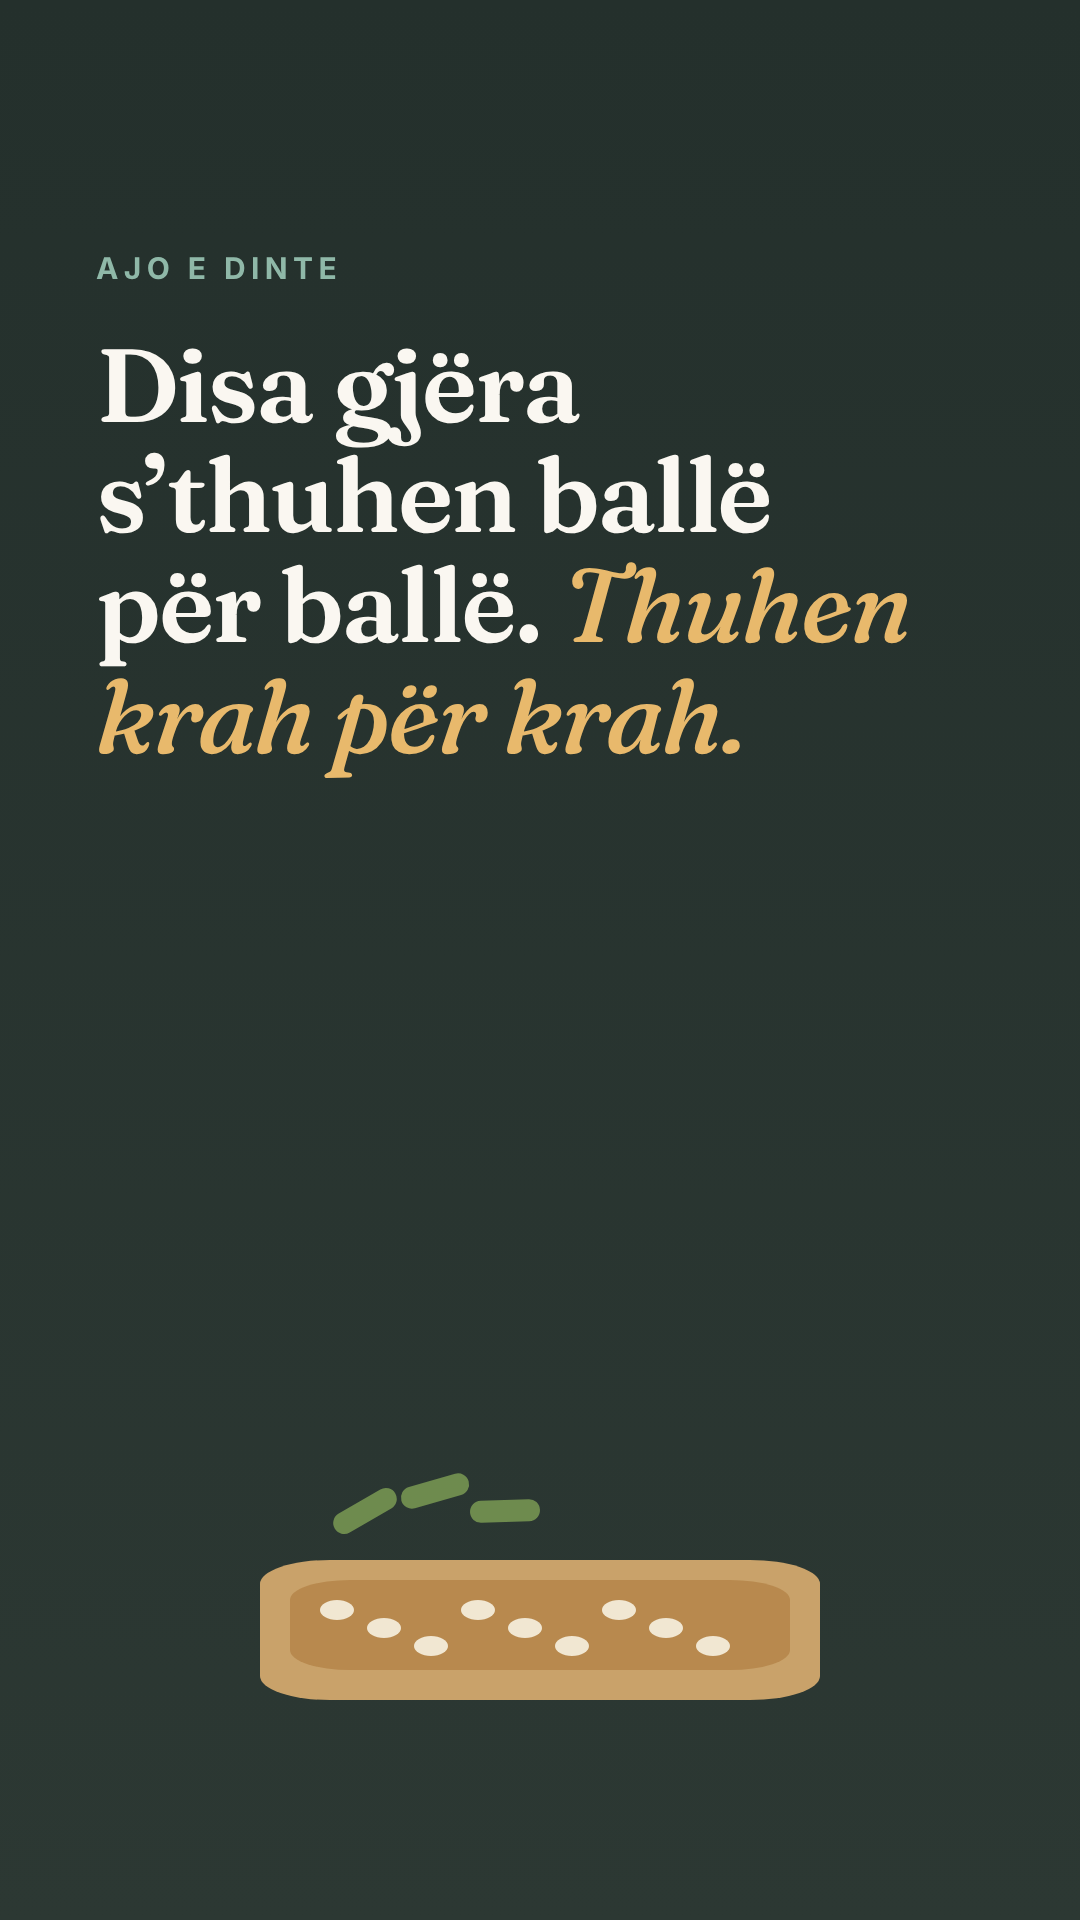 AJO E DINTE
Disa gjëra
s’thuhen ballë
për ballë. Thuhen
krah për krah.